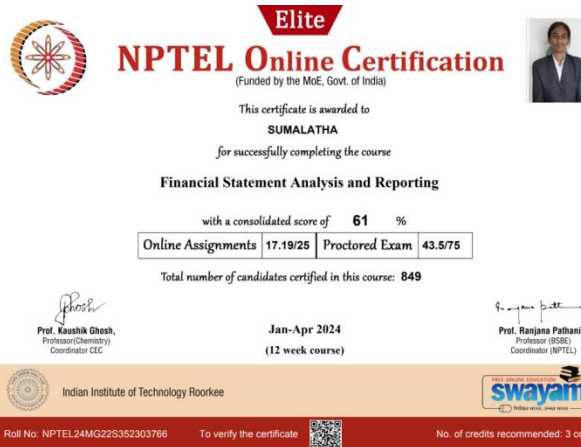 Elite
NPTEL Online Certification
(Funded by the MoE, Govt. of India)
This certificate is awarded to
SUMALATHA
for successfully completing the course
Financial Statement Analysis and Reporting
with a consolidated score of 61 %
Online Assignments 17.19/25 Proctored Exam 43.5/75
Total number of candidates certified in this course: 849
Prof. Kaushik Ghosh,
Professor(Chemistry)
Coordinator CEC
Jan-Apr 2024
(12 week course)
Prof. Ranjana Pathani
Professor (BSBE)
Coordinator (NPTEL)
Indian Institute of Technology Roorkee
FREE ONLINE EDUCATION
swayam
Roll No: NPTEL24MG22S352303766 To verify the certificate No. of credits recommended: 3 o